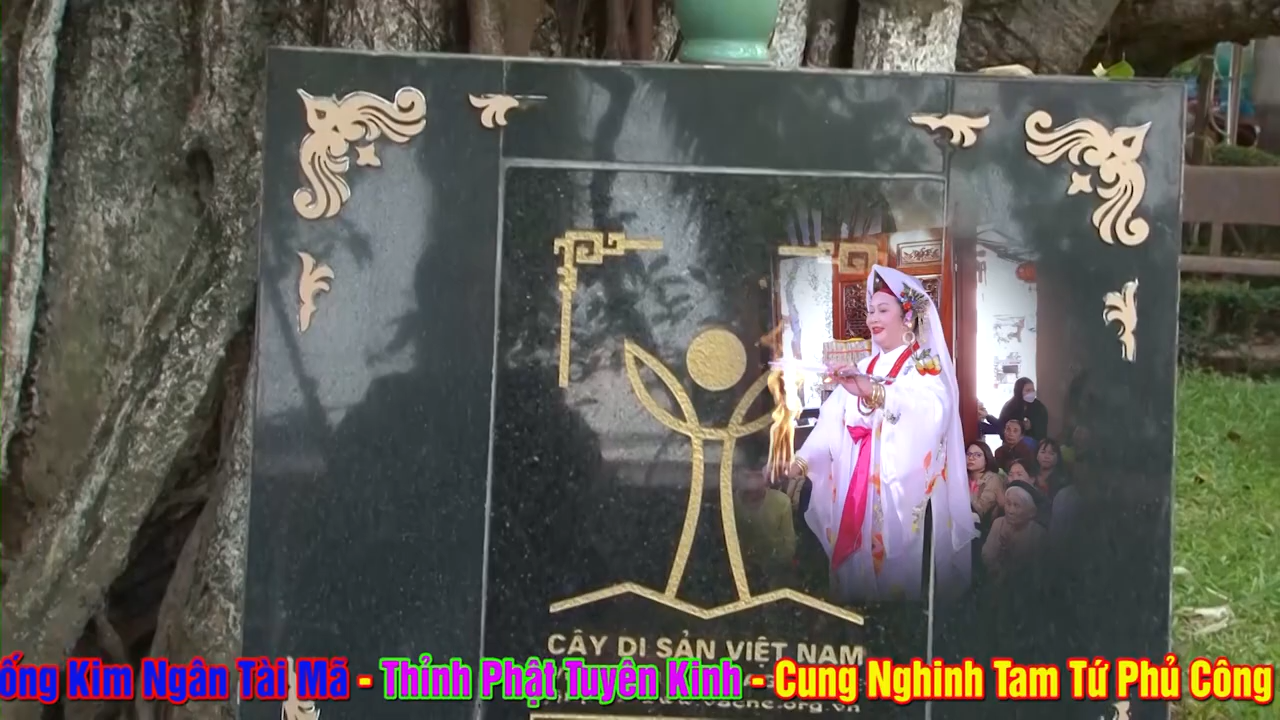 CÂY DI SẢN VIỆT NAM
ống Kim Ngân Tài Mã - Thỉnh Phật Tuyên Kinh - Cung Nghinh Tam Tứ Phủ Công